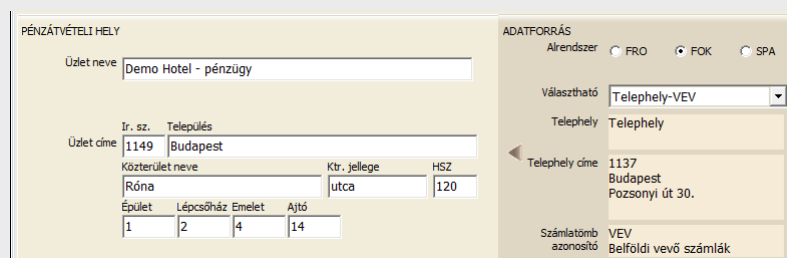 PÉNZÁTVÉTELI HELY
Üzlet neve Demo Hotel - pénzügy
Ir. sz. Település
Üzlet címe 1149 Budapest
Közterület neve Ktr. jellege HSZ
Róna utca 120
Épület Lépcsőház Emelet Ajtó
1 2 4 14
ADATFORRÁS
Alrendszer FRO FOK SPA
Választható Telephely-VEV
Telephely Telephely
Telephely címe 1137
Budapest
Pozsonyi út 30.
Számlatömb azonosító VEV
Belföldi vevő számlák